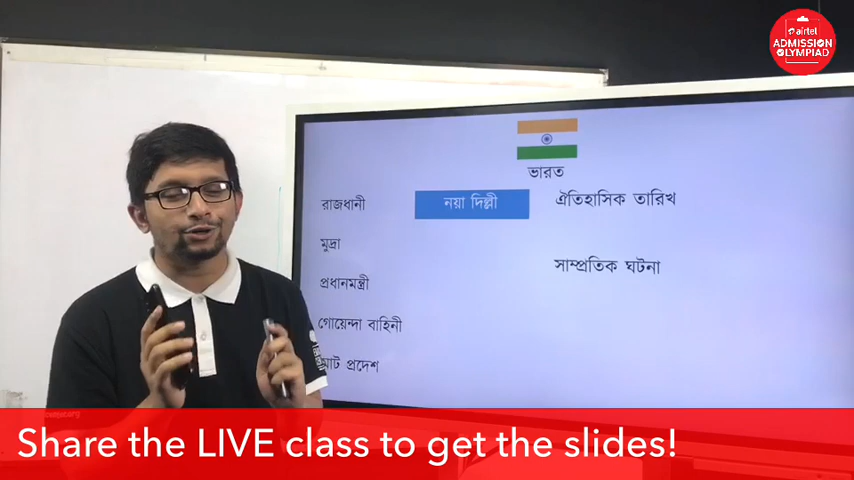 airtel
ADMISSION
OLYMPIAD
ভারত
রাজধানী
নয়া দিল্লী
ঐতিহাসিক তারিখ
মুদ্রা
সাম্প্রতিক ঘটনা
প্রধানমন্ত্রী
গোয়েন্দা বাহিনী
প্রদেশ
Share the LIVE class to get the slides!